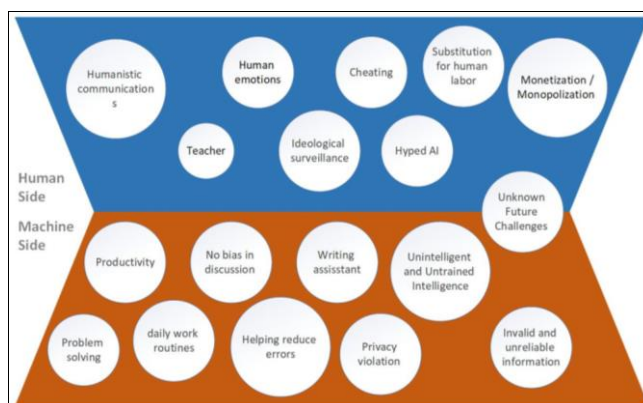 Humanistic
communication
s
Human
emotions
Cheating
Substitution
for human
labor
Monetization /
Monopolization
Teacher
Ideological
surveillance
Hyped AI
Human
Side
Unknown
Future
Challenges
Machine
Side
Productivity
No bias in
discussion
Writing
assisstant
Unintelligent
and Untrained
Intelligence
Problem
solving
daily work
routines
Helping reduce
errors
Privacy
violation
Invalid and
unreliable
information